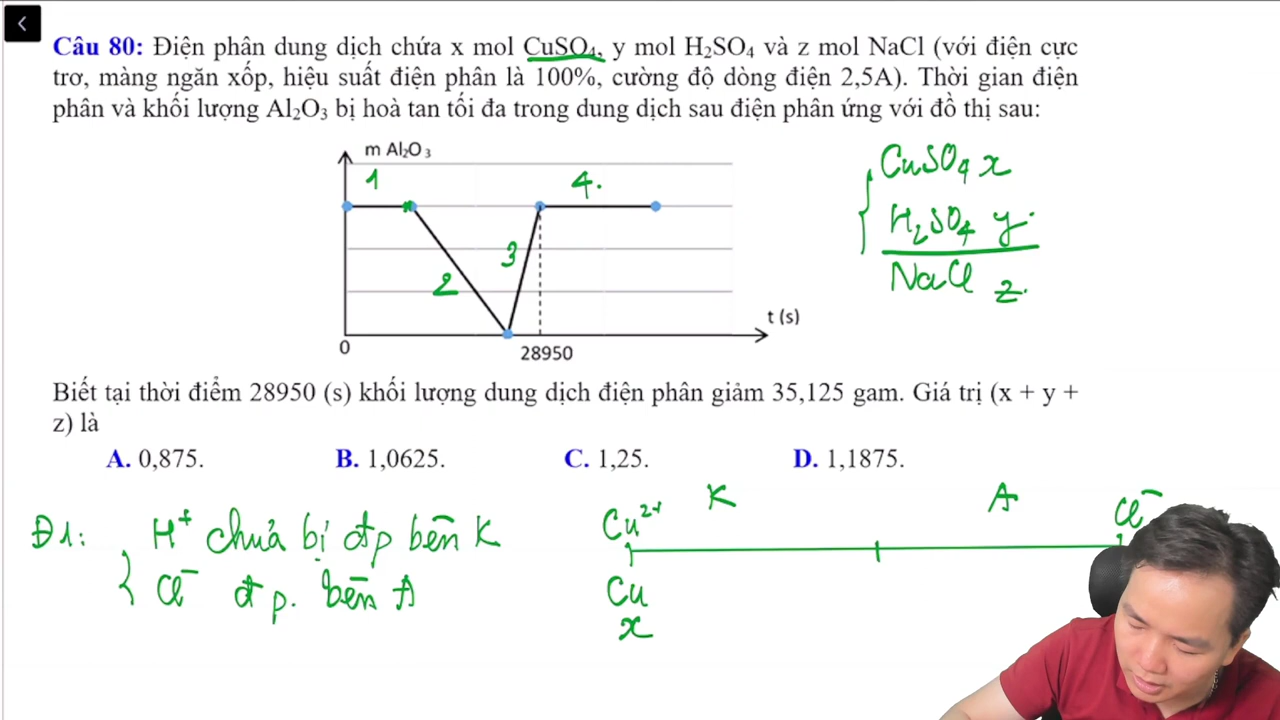 Câu 80: Điện phân dung dịch chứa x mol CuSO₄, y mol H₂SO₄ và z mol NaCl (với điện cực
trơ, màng ngăn xốp, hiệu suất điện phân là 100%, cường độ dòng điện 2,5A). Thời gian điện
phân và khối lượng Al₂O₃ bị hoà tan tối đa trong dung dịch sau điện phân ứng với đồ thị sau:
m Al₂O₃
1
2
3
4.
t (s)
0
28950
CuSO₄ x
H₂SO₄ y
NaCl z.
Biết tại thời điểm 28950 (s) khối lượng dung dịch điện phân giảm 35,125 gam. Giá trị (x + y +
z) là
A. 0,875.
B. 1,0625.
C. 1,25.
D. 1,1875.
Đ1: H⁺ chưa bị đp bên K
Cl⁻ đp. bên A
K
A
Cu²⁺
Cl⁻
Cu
x